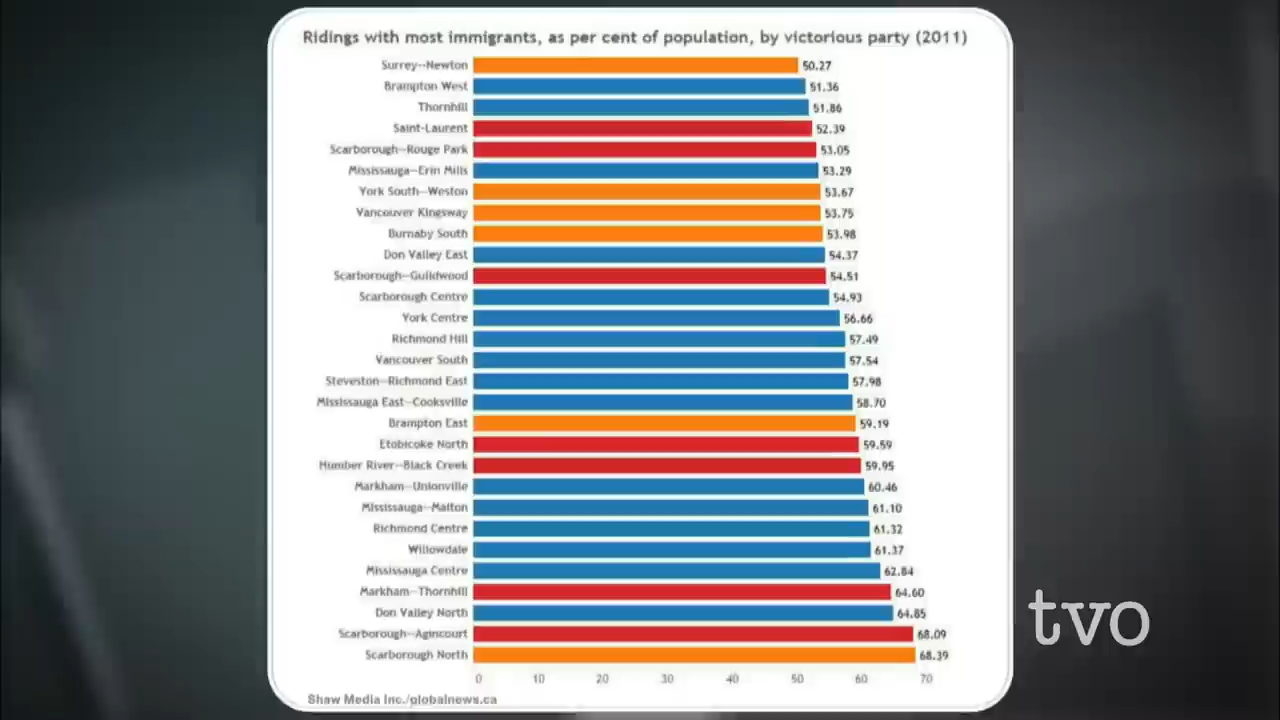 Ridings with most immigrants, as per cent of population, by victorious party (2011)
Surrey--Newton 50.27
Brampton West 51.36
Thornhill 51.86
Saint-Laurent 52.39
Scarborough--Rouge Park 53.05
Mississauga--Erin Mills 53.29
York South--Weston 53.67
Vancouver Kingsway 53.75
Burnaby South 53.98
Don Valley East 54.37
Scarborough--Guildwood 54.51
Scarborough Centre 54.93
York Centre 56.66
Richmond Hill 57.49
Vancouver South 57.54
Steveston--Richmond East 57.98
Mississauga East--Cooksville 58.70
Brampton East 59.19
Etobicoke North 59.59
Humber River--Black Creek 59.95
Markham--Unionville 60.46
Mississauga--Malton 61.10
Richmond Centre 61.32
Willowdale 61.37
Mississauga Centre 62.84
Markham--Thornhill 64.60
Don Valley North 64.85
Scarborough--Agincourt 68.09
Scarborough North 68.39
0 10 20 30 40 50 60 70
Shaw Media Inc./globalnews.ca
tvo